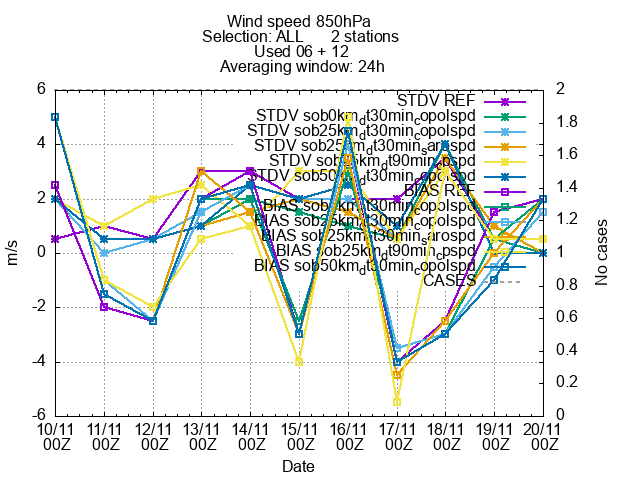 Wind speed 850hPa
Selection: ALL 2 stations
Used 06 + 12
Averaging window: 24h
6
4
2
0
-2
-4
-6
m/s
2
1.8
1.6
1.4
1.2
1
0.8
0.6
0.4
0.2
0
No cases
STDV REF
STDV sob0km_dt30min_copolspd
STDV sob25km_dt30min_copolspd
STDV sob25km_dt30min_sarospd
STDV sob25km_dt90min_cpspd
STDV sob50km_dt30min_copolspd
BIAS REF
BIAS sob0km_dt30min_copolspd
BIAS sob25km_dt30min_copolspd
BIAS sob25km_dt30min_sarospd
BIAS sob25km_dt90min_cpspd
BIAS sob50km_dt30min_copolspd
CASES
10/11 11/11 12/11 13/11 14/11 15/11 16/11 17/11 18/11 19/11 20/11
00Z 00Z 00Z 00Z 00Z 00Z 00Z 00Z 00Z 00Z 00Z
Date